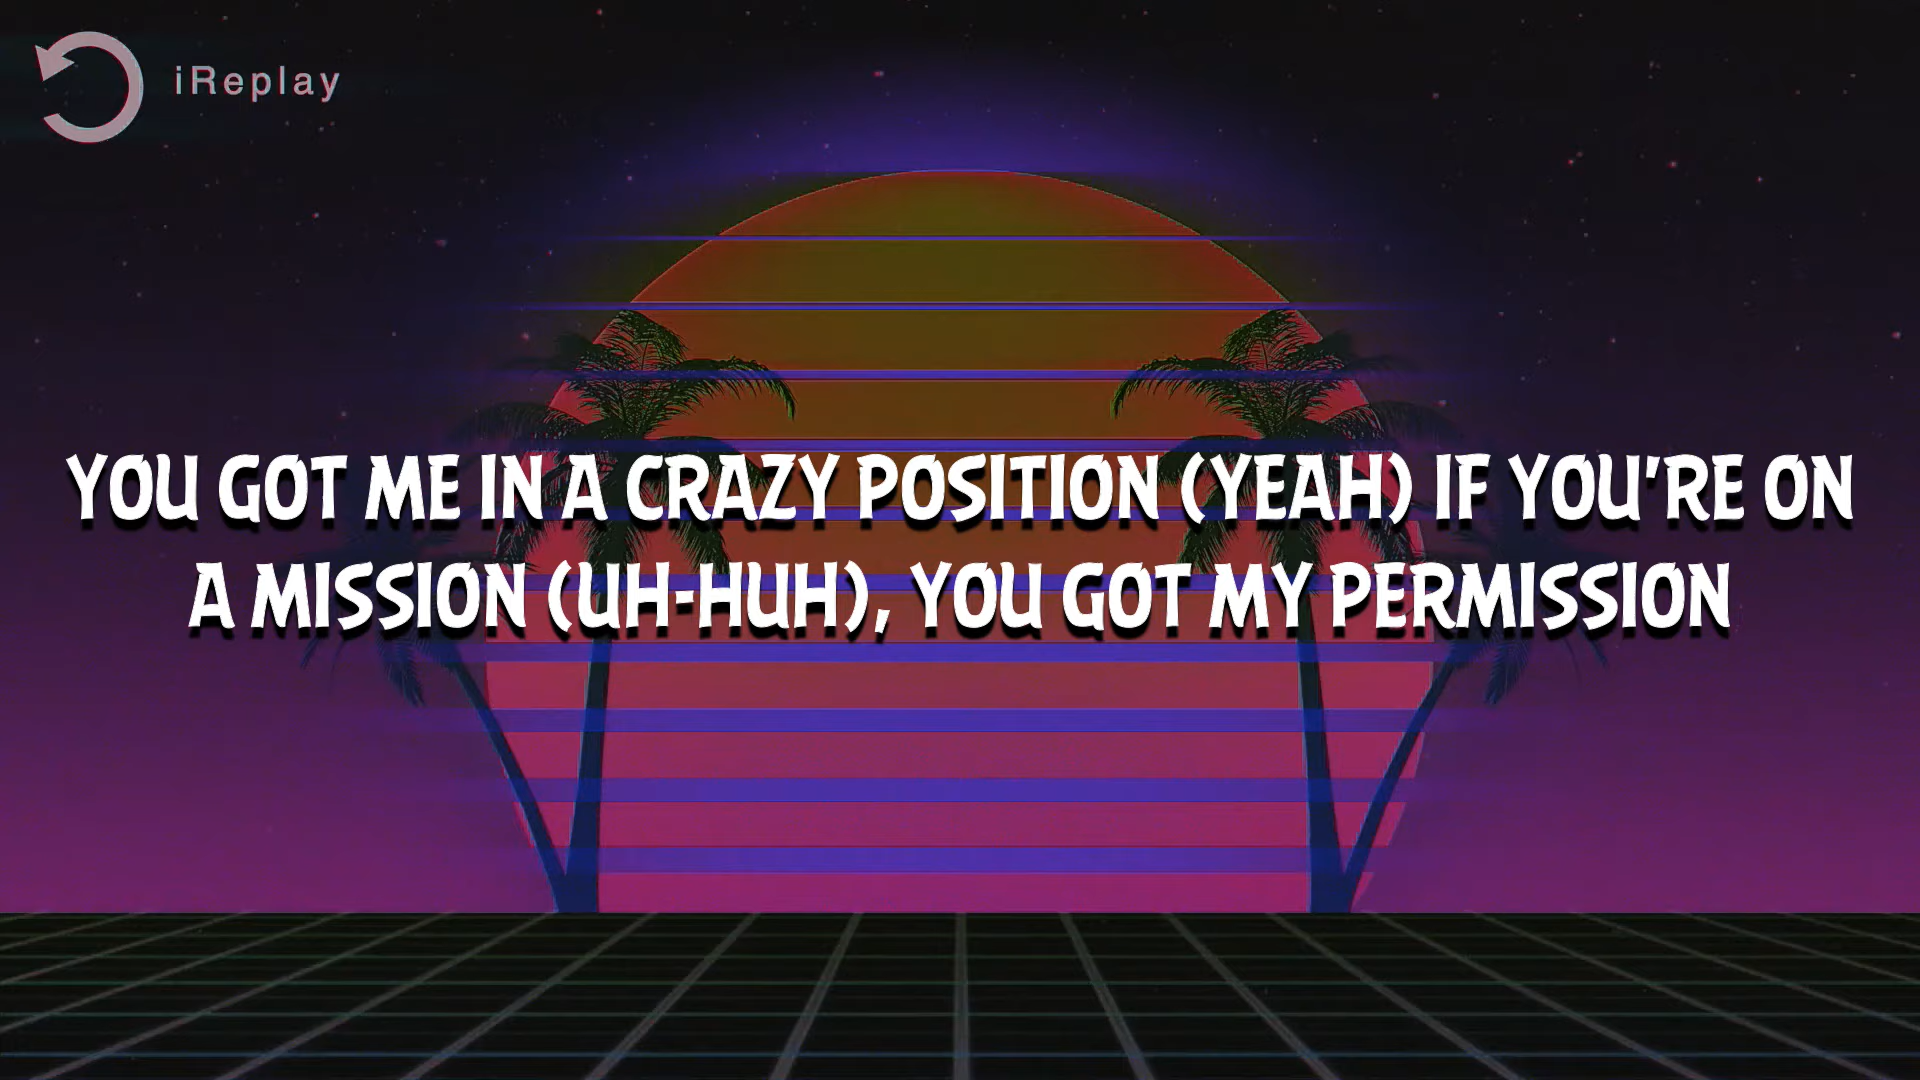 iReplay
YOU GOT ME IN A CRAZY POSITION (YEAH) IF YOU'RE ON
A MISSION (UH-HUH), YOU GOT MY PERMISSION